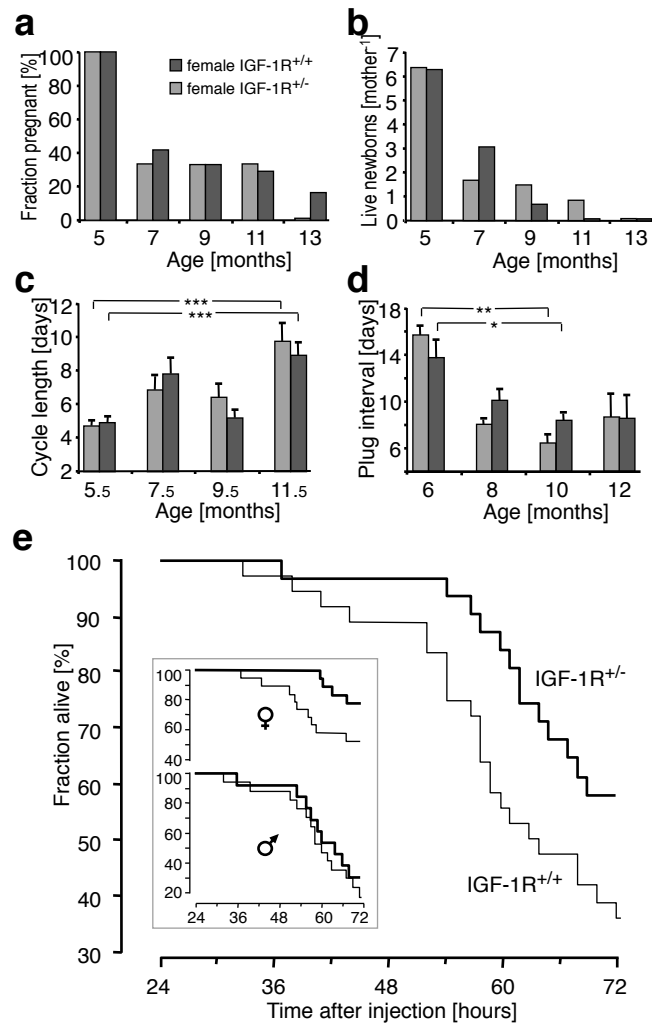 a
Fraction pregnant [%]
100
80
60
40
20
0
5 7 9 11 13
Age [months]
female IGF-1R+/+
female IGF-1R+/-
b
Live newborns [mother-1]
7
6
5
4
3
2
1
0
5 7 9 11 13
Age [months]
c
Cycle length [days]
12
10
8
6
4
2
***
***
5.5 7.5 9.5 11.5
Age [months]
d
Plug interval [days]
18
14
10
6
**
*
6 8 10 12
Age [months]
e
Fraction alive [%]
100
90
80
70
60
50
40
30
IGF-1R+/-
IGF-1R+/+
100
80
60
40
♀
100
80
60
40
20
♂
24 36 48 60 72
24 36 48 60 72
Time after injection [hours]